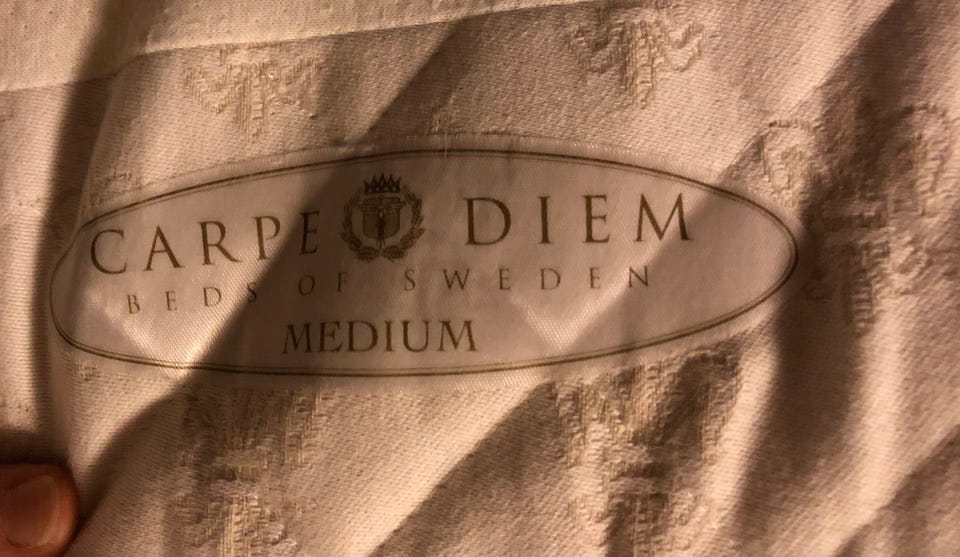 CARPE DIEM
BEDS OF SWEDEN
MEDIUM